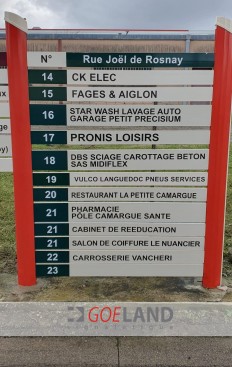 N° Rue Joël de Rosnay
14 CK ELEC
15 FAGES & AIGLON
16 STAR WASH LAVAGE AUTO
GARAGE PETIT PRECISIUM
17 PRONIS LOISIRS
18 DBS SCIAGE CAROTTAGE BETON
SAS MIDIFLEX
19 VULCO LANGUEDOC PNEUS SERVICES
20 RESTAURANT LA PETITE CAMARGUE
21 PHARMACIE
PÔLE CAMARGUE SANTE
21 CABINET DE REEDUCATION
21 SALON DE COIFFURE LE NUANCIER
22 CARROSSERIE VANCHERI
23
GOELAND